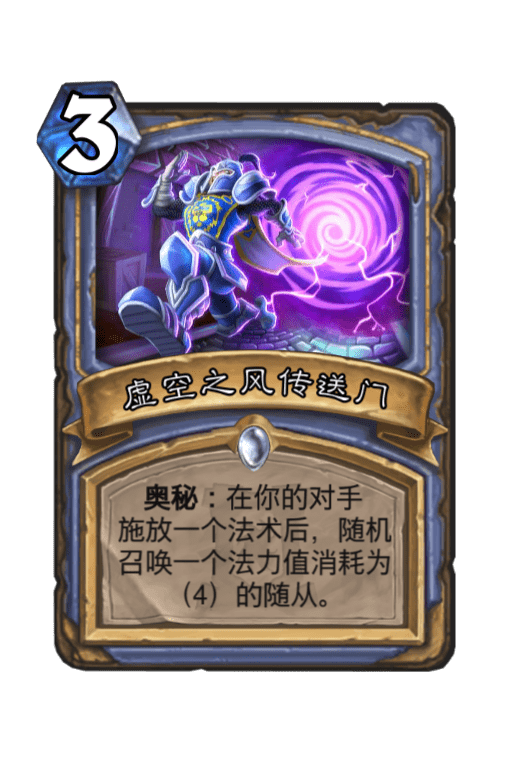 3
虚空之风传送门
奥秘：在你的对手
施放一个法术后，随机
召唤一个法力值消耗为
（4）的随从。